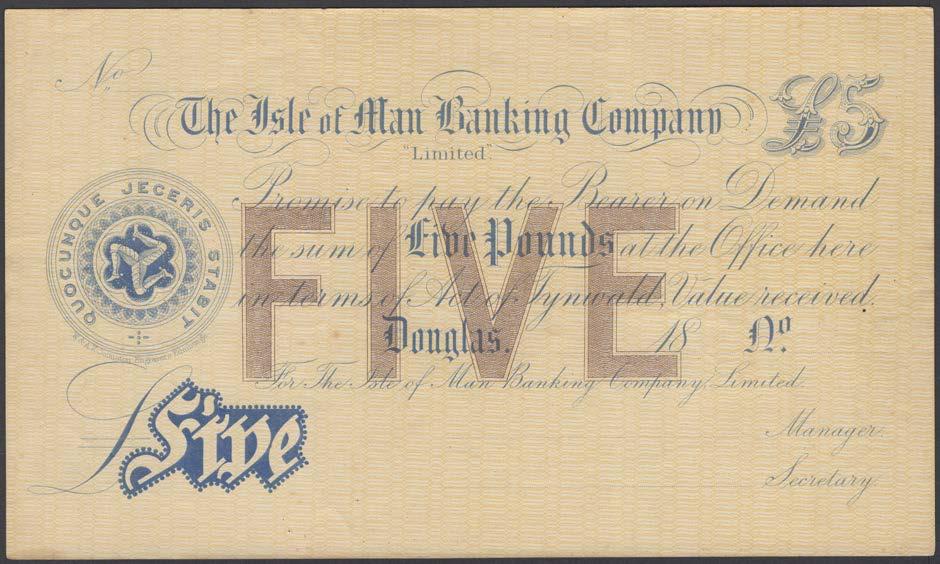 No.
The Isle of Man Banking Company
"Limited".
£5
QUOCUNQUE JECERIS STABIT
Promise to pay the Bearer on Demand
the sum of Five Pounds at the Office here
in terms of Act of Tynwald, Value received.
FIVE
Douglas. 18 No.
For The Isle of Man Banking Company, Limited.
£Five
Manager.
Secretary.